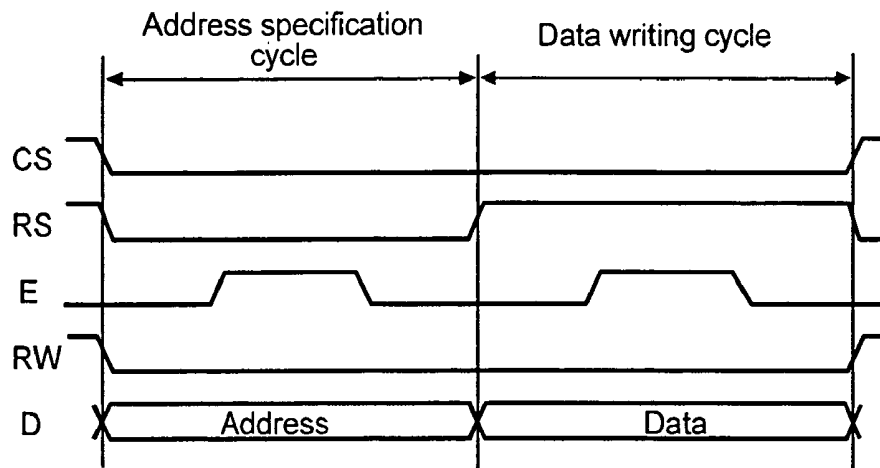 Address specification
cycle
Data writing cycle
CS
RS
E
RW
D
Address
Data